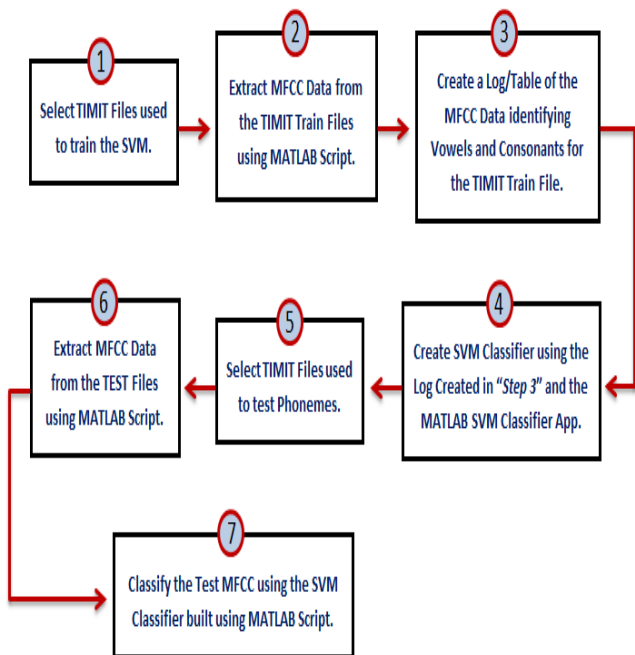 1
Select TIMIT Files used
to train the SVM.
2
Extract MFCC Data from
the TIMIT Train Files
using MATLAB Script.
3
Create a Log/Table of the
MFCC Data identifying
Vowels and Consonants for
the TIMIT Train File.
4
Create SVM Classifier using the
Log Created in “Step 3” and the
MATLAB SVM Classifier App.
5
Select TIMIT Files used
to test Phonemes.
6
Extract MFCC Data
from the TEST Files
using MATLAB Script.
7
Classify the Test MFCC using the SVM
Classifier built using MATLAB Script.